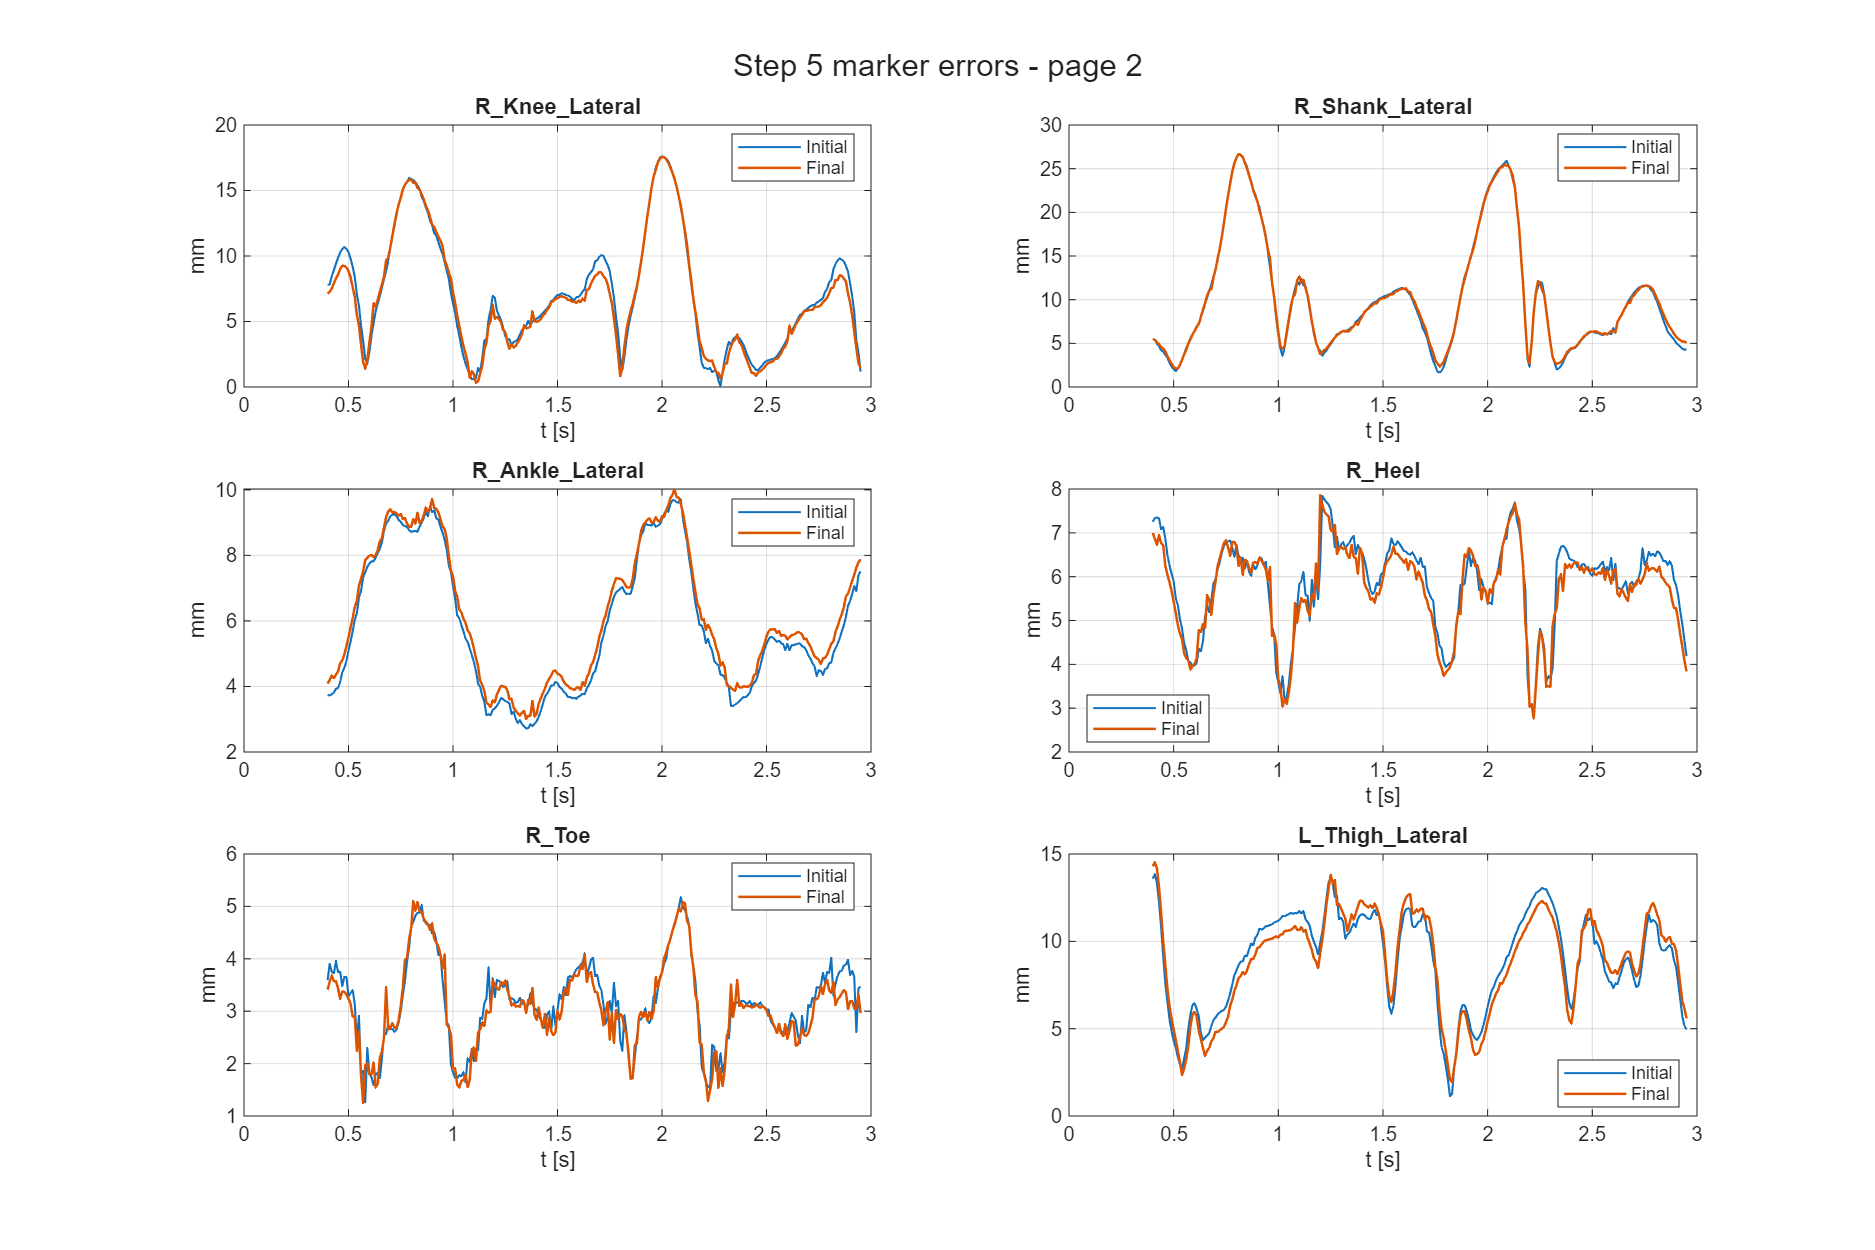 Step 5 marker errors - page 2
R_Knee_Lateral
20
15
10
5
0
mm
0 0.5 1 1.5 2 2.5 3
t [s]
Initial
Final
R_Shank_Lateral
30
25
20
15
10
5
0
mm
0 0.5 1 1.5 2 2.5 3
t [s]
Initial
Final
R_Ankle_Lateral
10
8
6
4
2
mm
0 0.5 1 1.5 2 2.5 3
t [s]
Initial
Final
R_Heel
8
7
6
5
4
3
2
mm
0 0.5 1 1.5 2 2.5 3
t [s]
Initial
Final
R_Toe
6
5
4
3
2
1
mm
0 0.5 1 1.5 2 2.5 3
t [s]
Initial
Final
L_Thigh_Lateral
15
10
5
0
mm
0 0.5 1 1.5 2 2.5 3
t [s]
Initial
Final